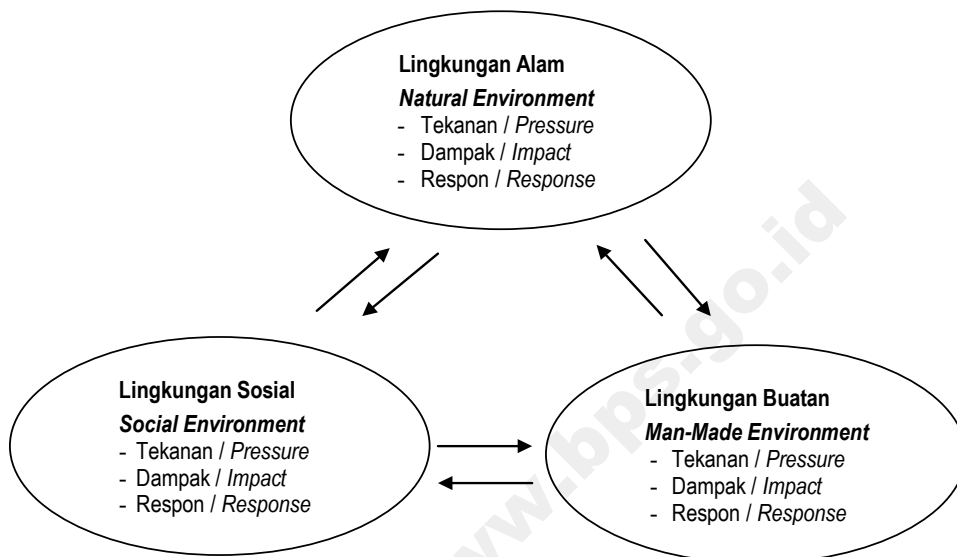 Lingkungan Alam
Natural Environment
- Tekanan / Pressure
- Dampak / Impact
- Respon / Response
Lingkungan Sosial
Social Environment
- Tekanan / Pressure
- Dampak / Impact
- Respon / Response
Lingkungan Buatan
Man-Made Environment
- Tekanan / Pressure
- Dampak / Impact
- Respon / Response
www.bps.go.id